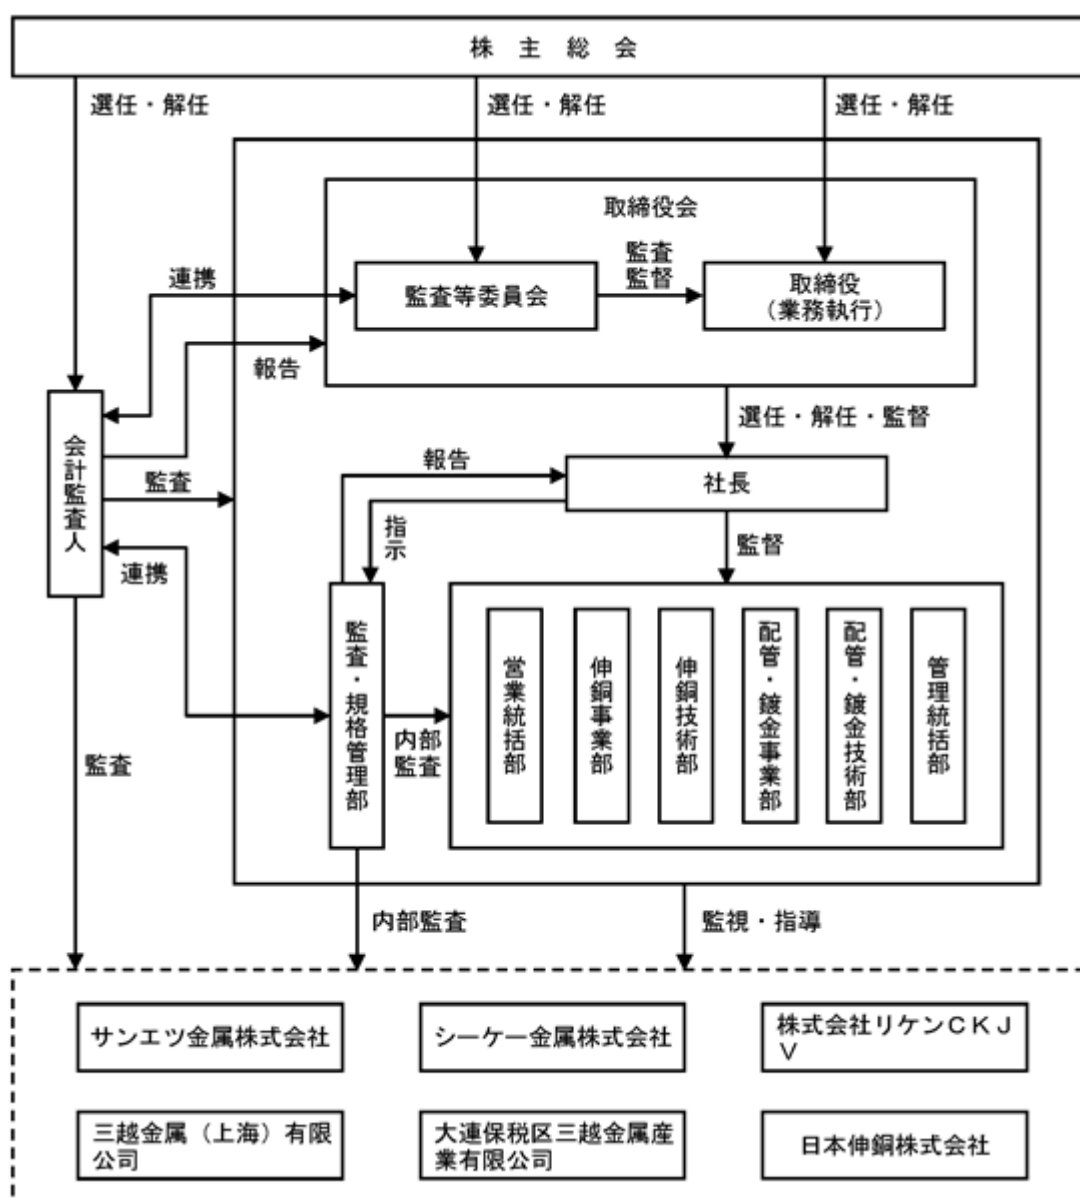 株主総会
選任・解任
選任・解任
選任・解任
取締役会
監査
監督
連携
監査等委員会
取締役
（業務執行）
報告
選任・解任・監督
会計監査人
報告
社長
監査
指示
監督
連携
監査・規格管理部
営業統括部
伸銅事業部
伸銅技術部
配管・鍍金事業部
配管・鍍金技術部
管理統括部
内部
監査
監査
内部監査
監視・指導
サンエツ金属株式会社
シーケー金属株式会社
株式会社リケンＣＫＪ
Ｖ
三越金属（上海）有限
公司
大連保税区三越金属産
業有限公司
日本伸銅株式会社